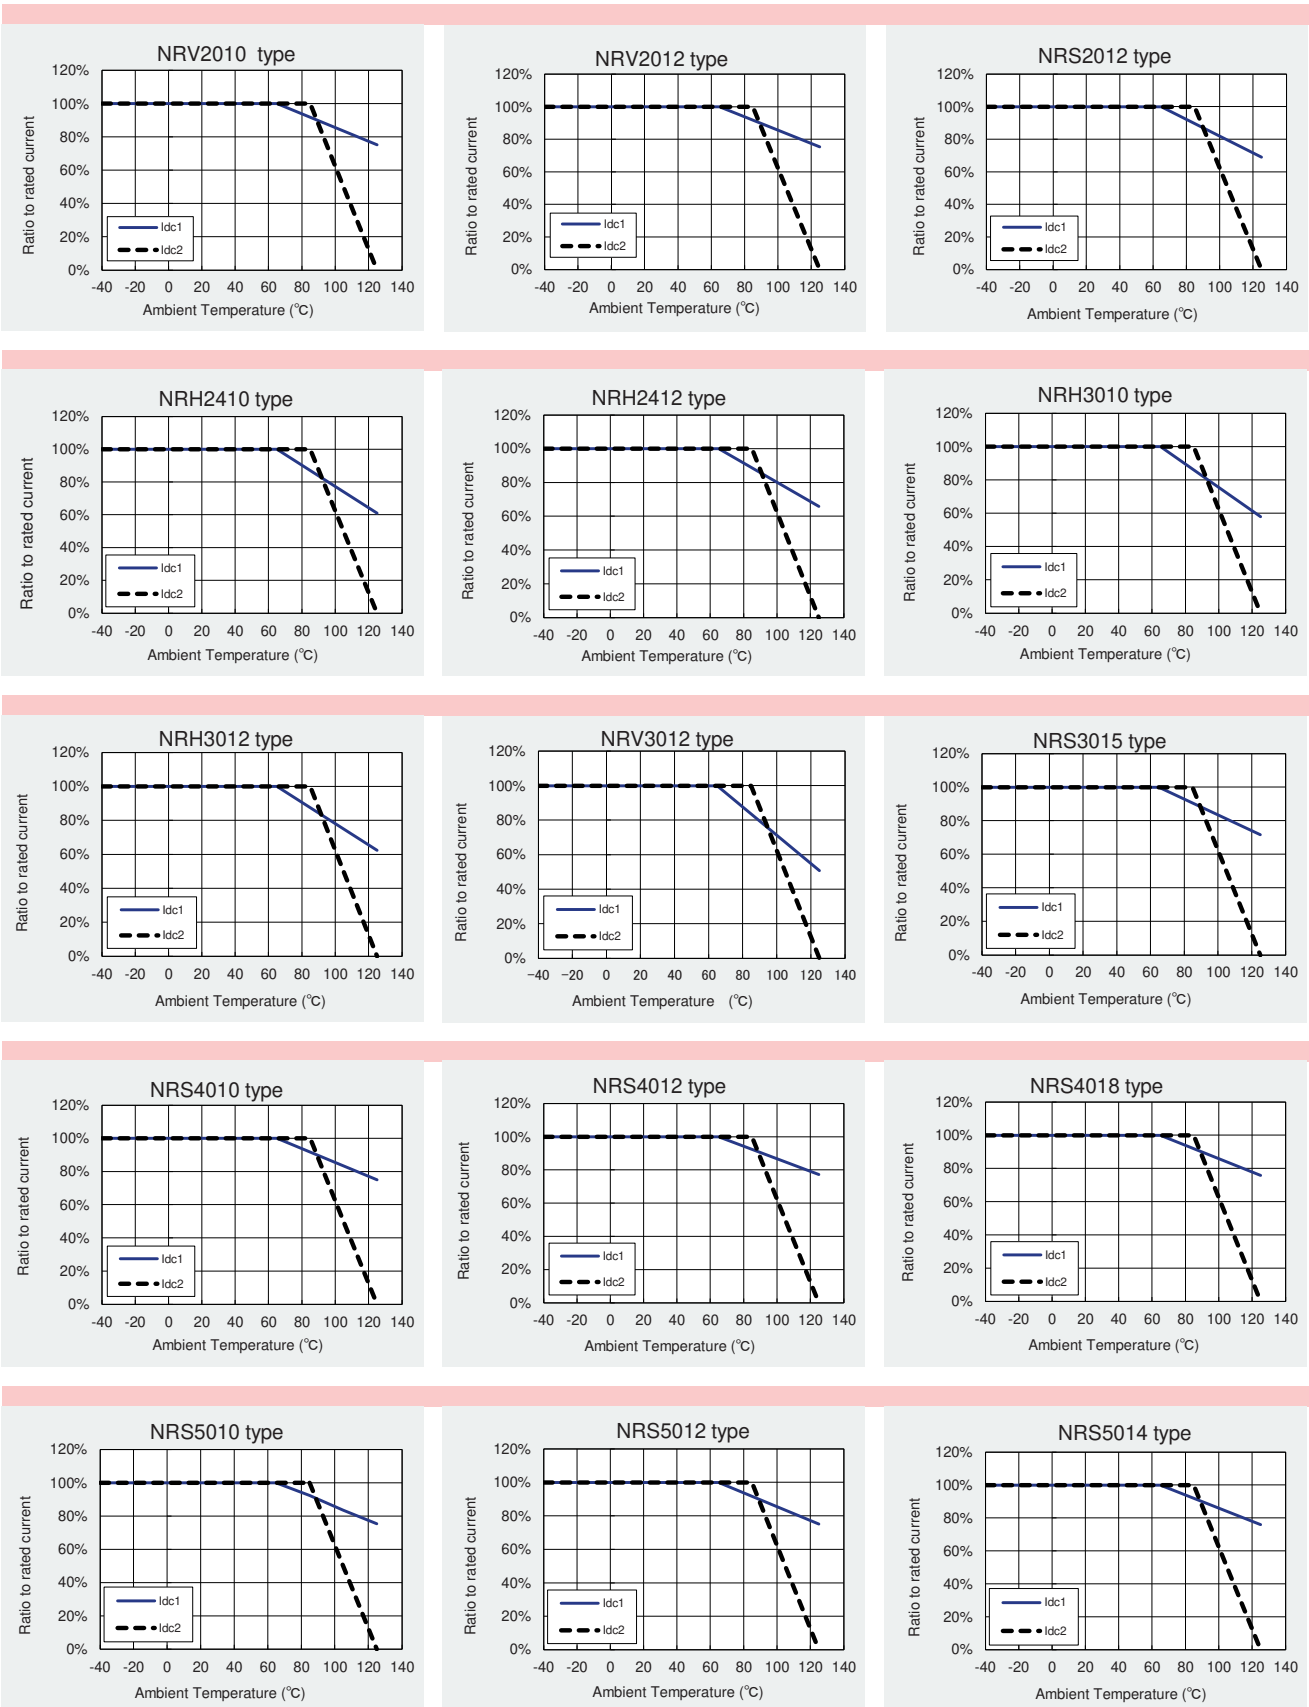 NRV2010 type
120%
100%
80%
60%
40%
20%
0%
Ratio to rated current
Idc1
Idc2
-40 -20 0 20 40 60 80 100 120 140
Ambient Temperature (℃)
NRV2012 type
120%
100%
80%
60%
40%
20%
0%
Ratio to rated current
Idc1
Idc2
-40 -20 0 20 40 60 80 100 120 140
Ambient Temperature (℃)
NRS2012 type
120%
100%
80%
60%
40%
20%
0%
Ratio to rated current
Idc1
Idc2
-40 -20 0 20 40 60 80 100 120 140
Ambient Temperature (℃)
NRH2410 type
120%
100%
80%
60%
40%
20%
0%
Ratio to rated current
Idc1
Idc2
-40 -20 0 20 40 60 80 100 120 140
Ambient Temperature (℃)
NRH2412 type
120%
100%
80%
60%
40%
20%
0%
Ratio to rated current
Idc1
Idc2
-40 -20 0 20 40 60 80 100 120 140
Ambient Temperature (℃)
NRH3010 type
120%
100%
80%
60%
40%
20%
0%
Ratio to rated current
Idc1
Idc2
-40 -20 0 20 40 60 80 100 120 140
Ambient Temperature (℃)
NRH3012 type
120%
100%
80%
60%
40%
20%
0%
Ratio to rated current
Idc1
Idc2
-40 -20 0 20 40 60 80 100 120 140
Ambient Temperature (℃)
NRV3012 type
120%
100%
80%
60%
40%
20%
0%
Ratio to rated current
Idc1
Idc2
−40 −20 0 20 40 60 80 100 120 140
Ambient Temperature (℃)
NRS3015 type
120%
100%
80%
60%
40%
20%
0%
Ratio to rated current
Idc1
Idc2
-40 -20 0 20 40 60 80 100 120 140
Ambient Temperature (℃)
NRS4010 type
120%
100%
80%
60%
40%
20%
0%
Ratio to rated current
Idc1
Idc2
-40 -20 0 20 40 60 80 100 120 140
Ambient Temperature (℃)
NRS4012 type
120%
100%
80%
60%
40%
20%
0%
Ratio to rated current
Idc1
Idc2
-40 -20 0 20 40 60 80 100 120 140
Ambient Temperature (℃)
NRS4018 type
120%
100%
80%
60%
40%
20%
0%
Ratio to rated current
Idc1
Idc2
-40 -20 0 20 40 60 80 100 120 140
Ambient Temperature (℃)
NRS5010 type
120%
100%
80%
60%
40%
20%
0%
Ratio to rated current
Idc1
Idc2
-40 -20 0 20 40 60 80 100 120 140
Ambient Temperature (℃)
NRS5012 type
120%
100%
80%
60%
40%
20%
0%
Ratio to rated current
Idc1
Idc2
-40 -20 0 20 40 60 80 100 120 140
Ambient Temperature (℃)
NRS5014 type
120%
100%
80%
60%
40%
20%
0%
Ratio to rated current
Idc1
Idc2
-40 -20 0 20 40 60 80 100 120 140
Ambient Temperature (℃)